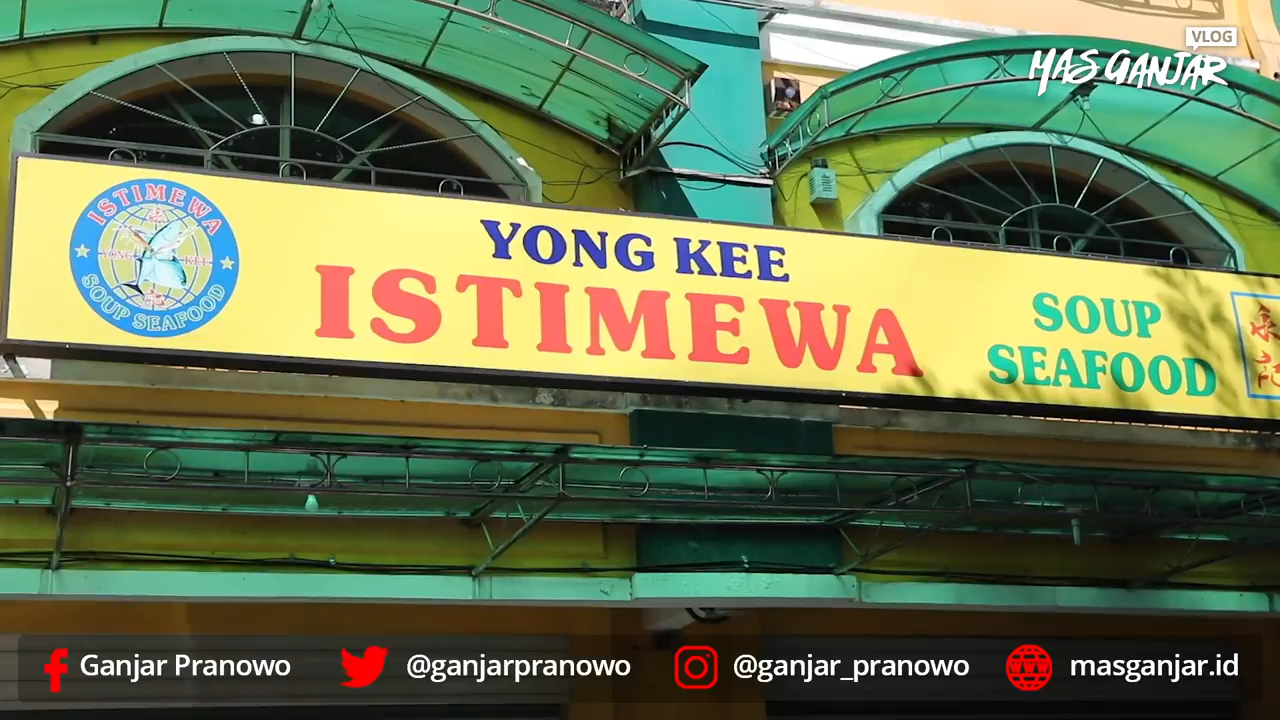 VLOG
MAS GANJAR
ISTIMEWA
YONG KEE
SOUP SEAFOOD
YONG KEE
ISTIMEWA
SOUP
SEAFOOD
Ganjar Pranowo
@ganjarpranowo
@ganjar_pranowo
masganjar.id